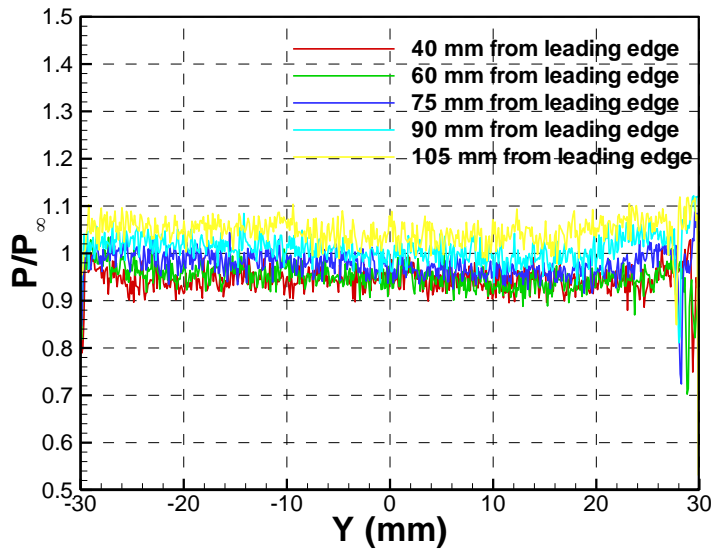 1.5
1.4
1.3
1.2
1.1
1
0.9
0.8
0.7
0.6
0.5
P/P∞
40 mm from leading edge
60 mm from leading edge
75 mm from leading edge
90 mm from leading edge
105 mm from leading edge
-30 -20 -10 0 10 20 30
Y (mm)